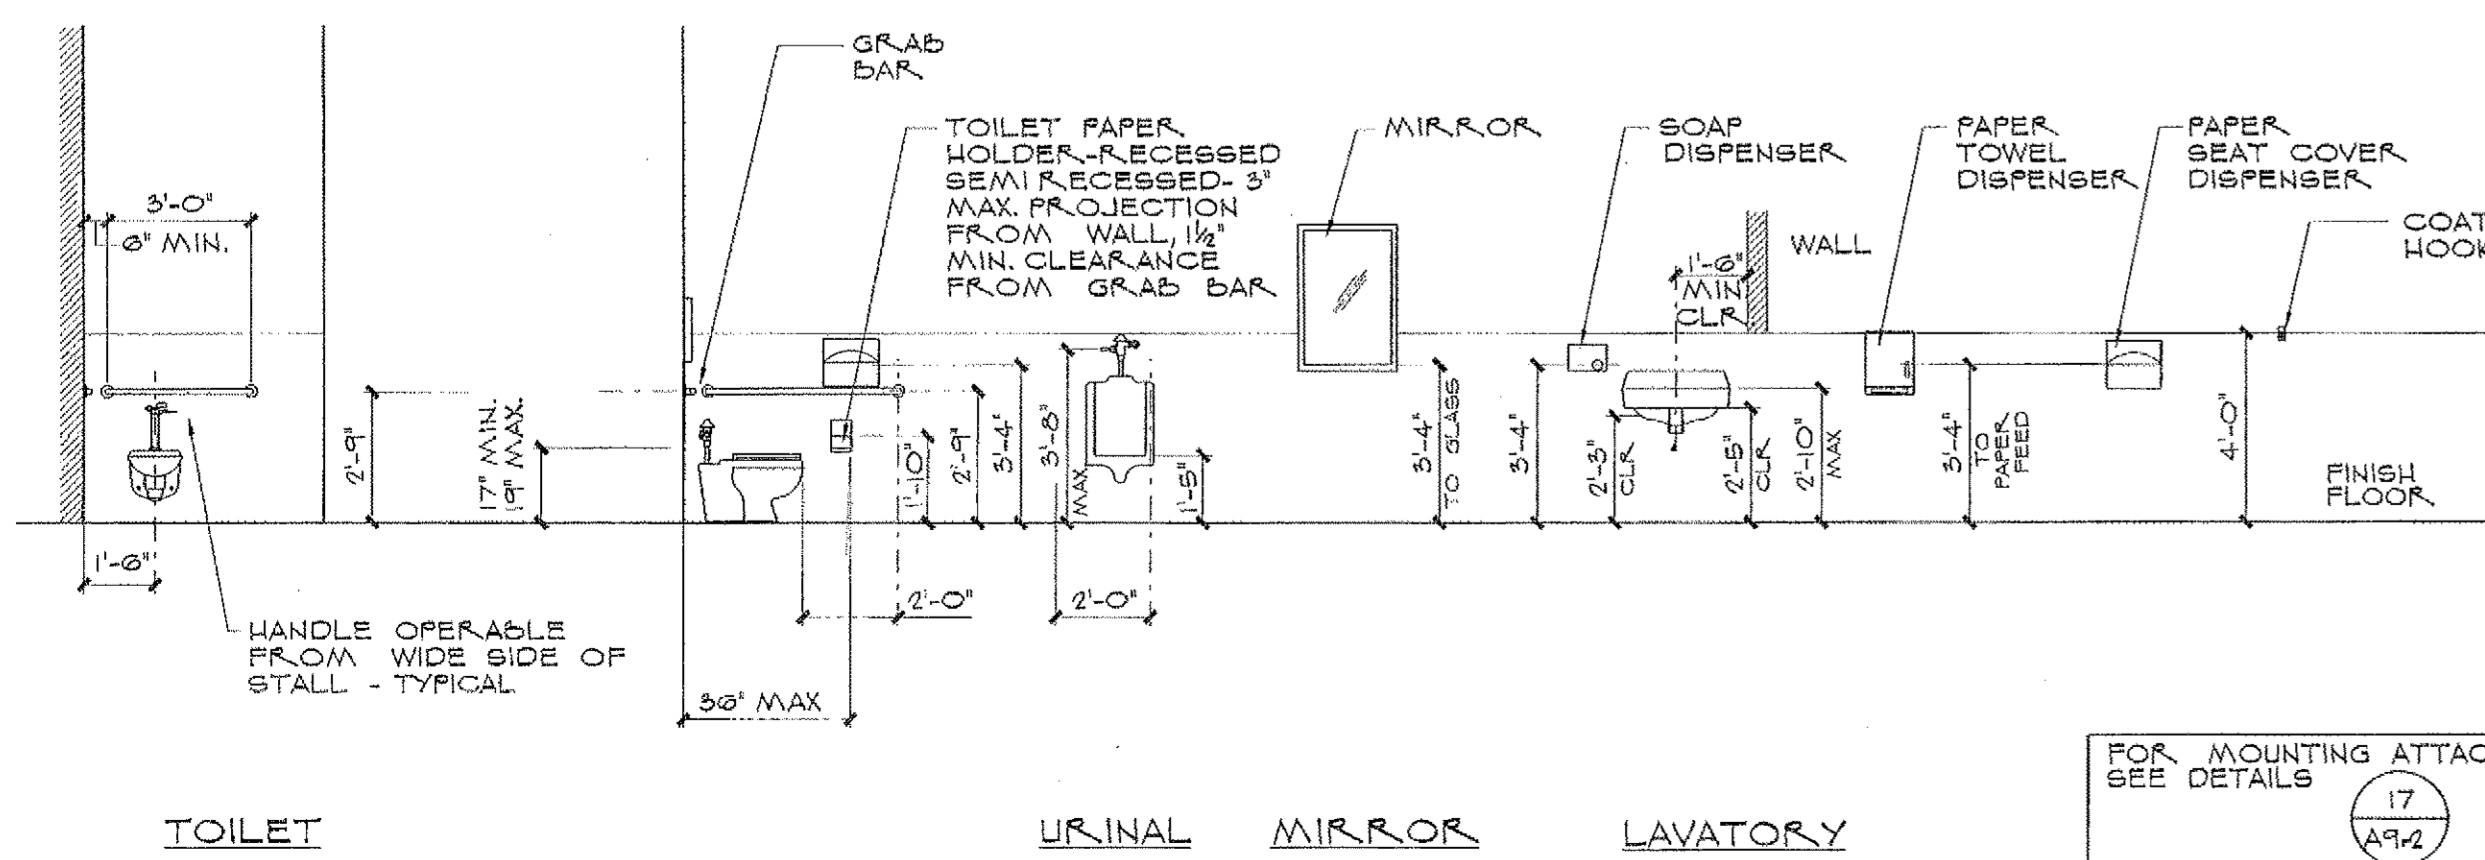 GRAB
BAR
TOILET PAPER
HOLDER-RECESSED
SEMI RECESSED- 3"
MAX. PROJECTION
FROM WALL, 1½"
MIN. CLEARANCE
FROM GRAB BAR
MIRROR
SOAP
DISPENSER
PAPER
TOWEL
DISPENSER
PAPER
SEAT COVER
DISPENSER
COAT
HOOK
WALL
1'-6"
MIN
CLR
3'-0"
6" MIN.
2'-9"
17" MIN.
19" MAX.
1'-10"
2'-9"
3'-4"
3'-8"
MAX
1'-5"
3'-4"
TO GLASS
3'-4"
2'-3"
CLR
2'-5"
CLR
2'-10"
MAX
3'-4"
TO
PAPER
FEED
4'-0"
FINISH
FLOOR
1'-6"
2'-0"
2'-0"
HANDLE OPERABLE
FROM WIDE SIDE OF
STALL - TYPICAL
36" MAX
FOR MOUNTING ATTAC
SEE DETAILS
17
A9-2
TOILET
URINAL
MIRROR
LAVATORY